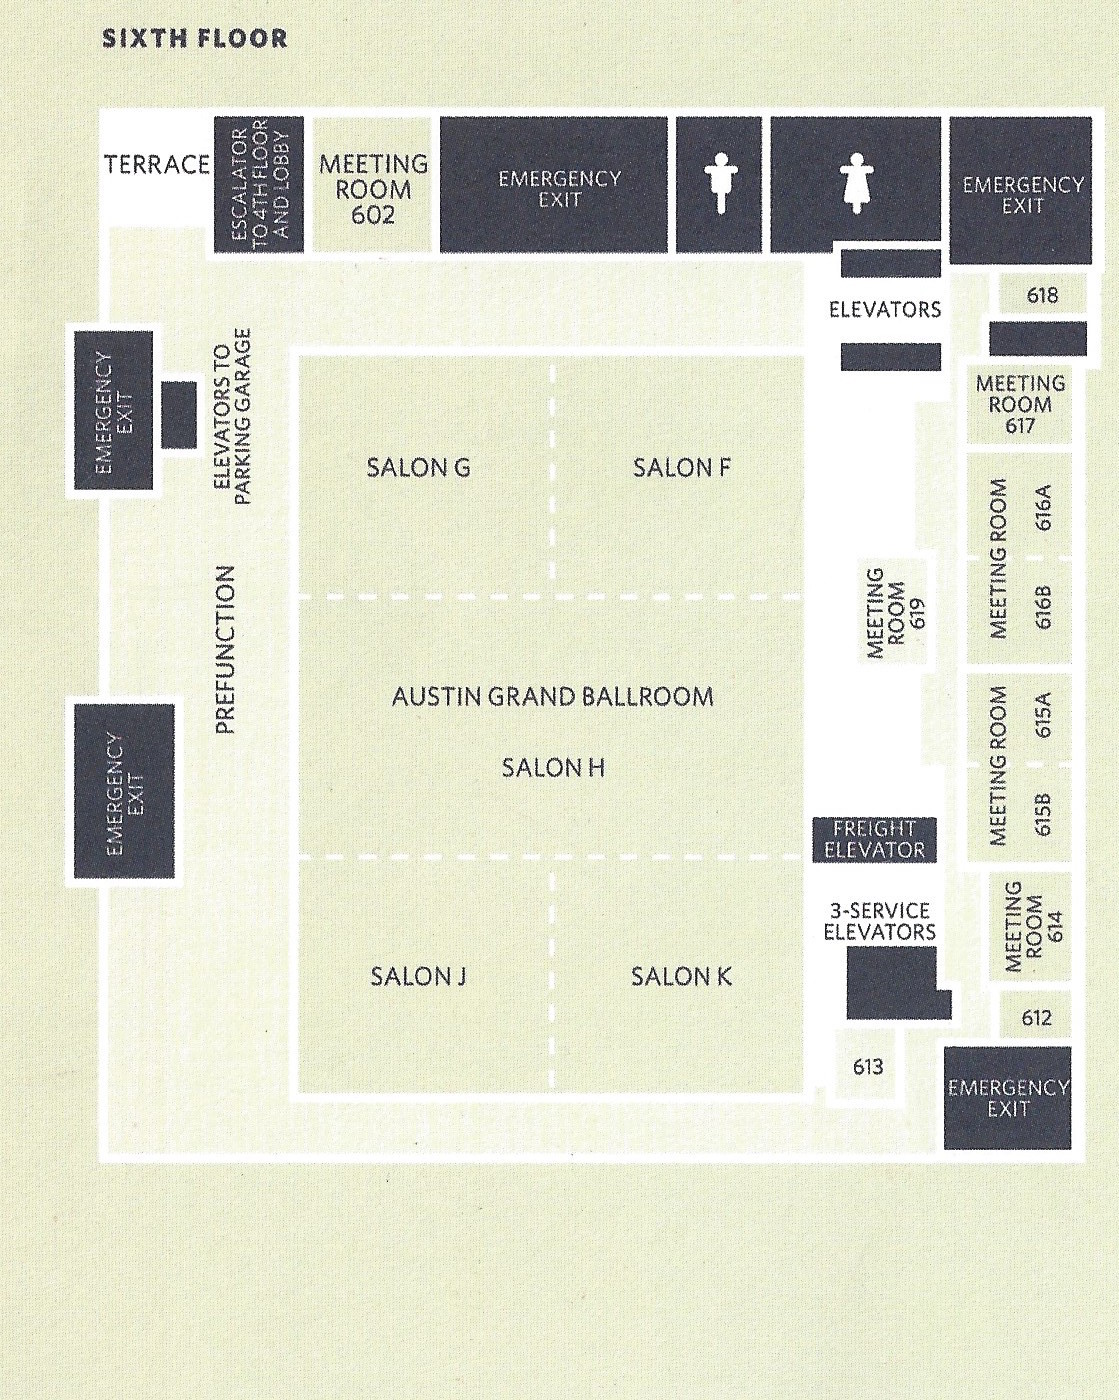 SIXTH FLOOR
TERRACE
ESCALATOR
TO 4TH FLOOR
AND LOBBY
MEETING
ROOM
602
EMERGENCY
EXIT
EMERGENCY
EXIT
ELEVATORS
618
EMERGENCY
EXIT
ELEVATORS TO
PARKING GARAGE
MEETING
ROOM
617
SALON G
SALON F
MEETING ROOM
616A
616B
MEETING
ROOM
619
PREFUNCTION
AUSTIN GRAND BALLROOM
SALON H
MEETING ROOM
615A
615B
EMERGENCY
EXIT
FREIGHT
ELEVATOR
3-SERVICE
ELEVATORS
MEETING
ROOM
614
SALON J
SALON K
612
613
EMERGENCY
EXIT